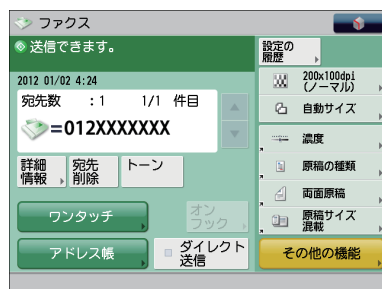 ファクス
送信できます。
設定の
履歴
2012 01/02 4:24
200x100dpi
(ノーマル)
宛先数 :1 1/1 件目
自動サイズ
=012XXXXXXX
濃度
詳細
情報
宛先
削除
トーン
原稿の種類
両面原稿
ワンタッチ
オン
フック
原稿サイズ
混載
アドレス帳
ダイレクト
送信
その他の機能